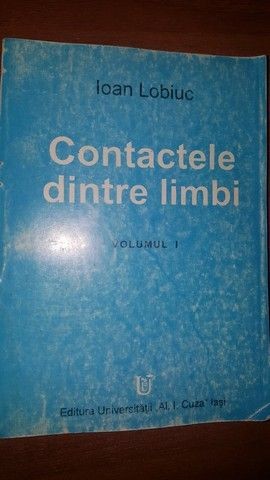 Ioan Lobiuc
Contactele
dintre limbi
VOLUMUL I
Editura Universităţii „Al. I. Cuza" Iaşi